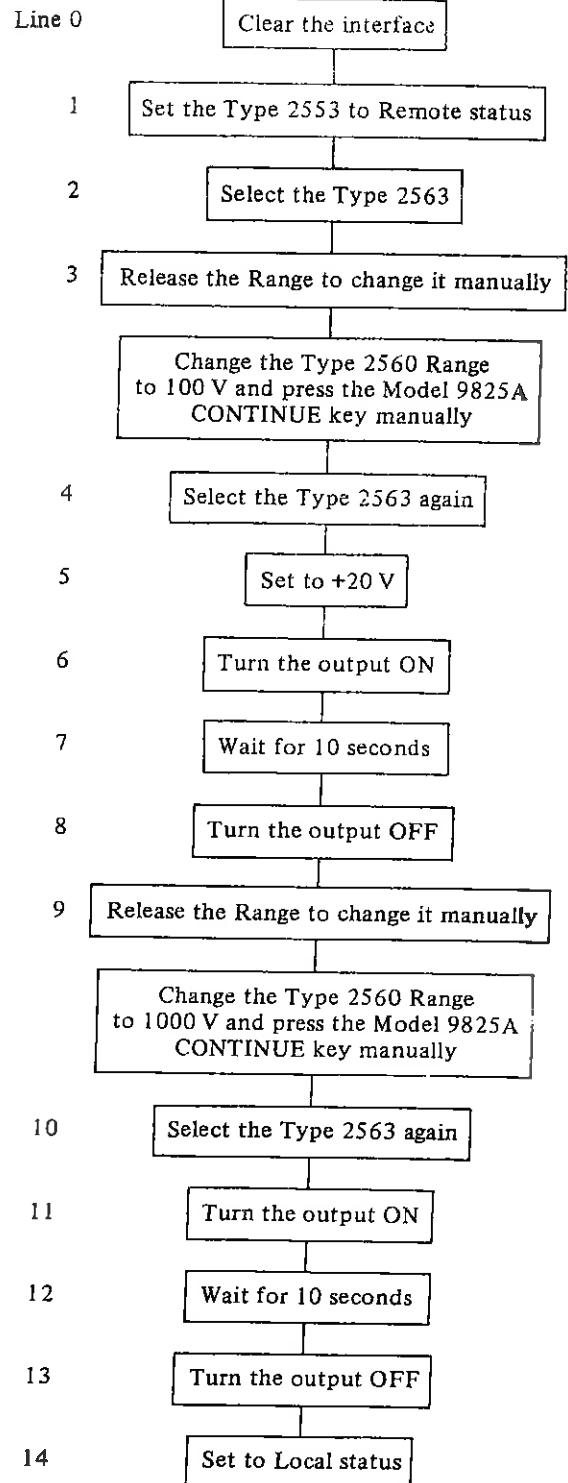 Line 0 Clear the interface
1 Set the Type 2553 to Remote status
2 Select the Type 2563
3 Release the Range to change it manually
Change the Type 2560 Range
to 100 V and press the Model 9825A
CONTINUE key manually
4 Select the Type 2563 again
5 Set to +20 V
6 Turn the output ON
7 Wait for 10 seconds
8 Turn the output OFF
9 Release the Range to change it manually
Change the Type 2560 Range
to 1000 V and press the Model 9825A
CONTINUE key manually
10 Select the Type 2563 again
11 Turn the output ON
12 Wait for 10 seconds
13 Turn the output OFF
14 Set to Local status